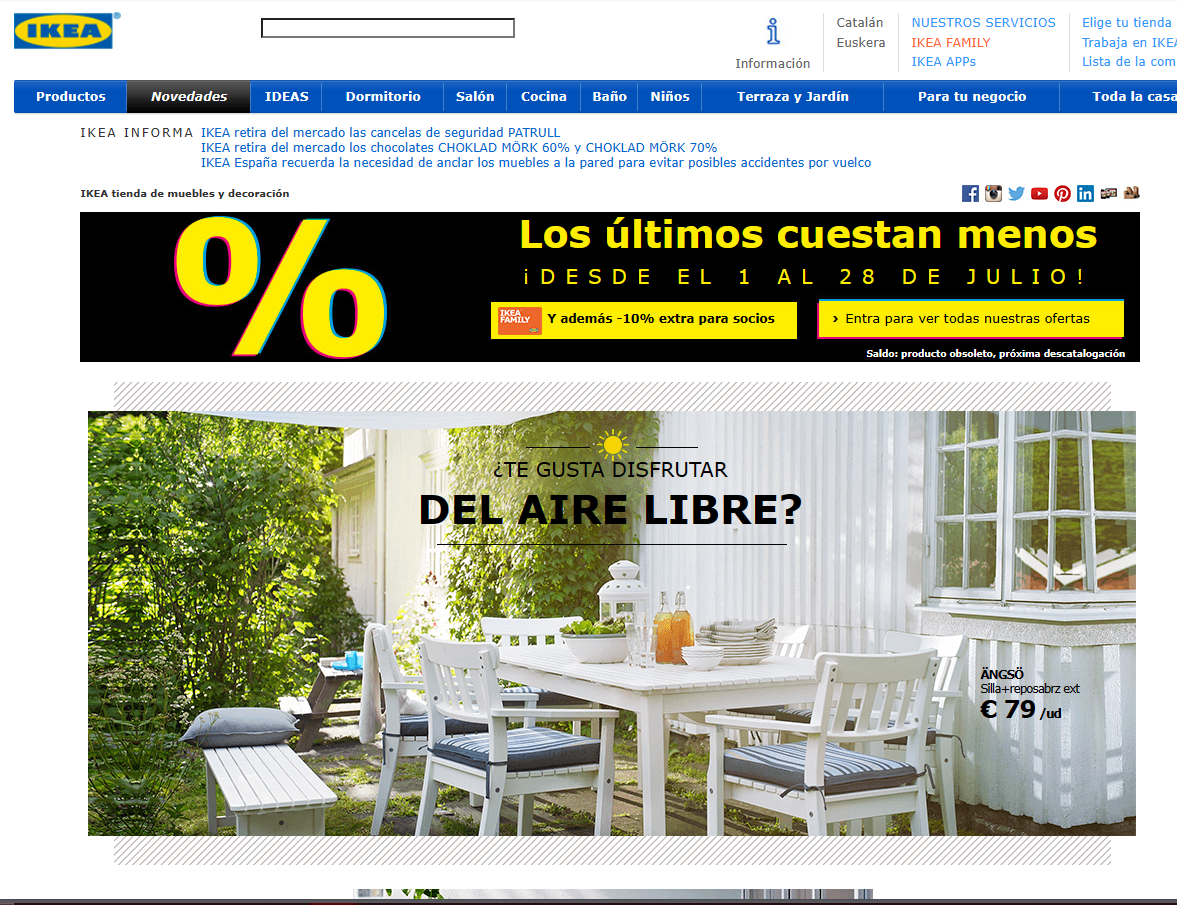 IKEA®
Información
Catalán
Euskera
NUESTROS SERVICIOS
IKEA FAMILY
IKEA APPs
Elige tu tienda
Trabaja en IKEA
Lista de la com
Productos Novedades IDEAS Dormitorio Salón Cocina Baño Niños Terraza y Jardín Para tu negocio Toda la casa
IKEA INFORMA IKEA retira del mercado las cancelas de seguridad PATRULL
IKEA retira del mercado los chocolates CHOKLAD MÖRK 60% y CHOKLAD MÖRK 70%
IKEA España recuerda la necesidad de anclar los muebles a la pared para evitar posibles accidentes por vuelco
IKEA tienda de muebles y decoración
%
Los últimos cuestan menos
¡DESDE EL 1 AL 28 DE JULIO!
IKEA FAMILY Y además -10% extra para socios
› Entra para ver todas nuestras ofertas
Saldo: producto obsoleto, próxima descatalogación
¿TE GUSTA DISFRUTAR
DEL AIRE LIBRE?
ÄNGSÖ
Silla+reposabrz ext
€ 79 /ud